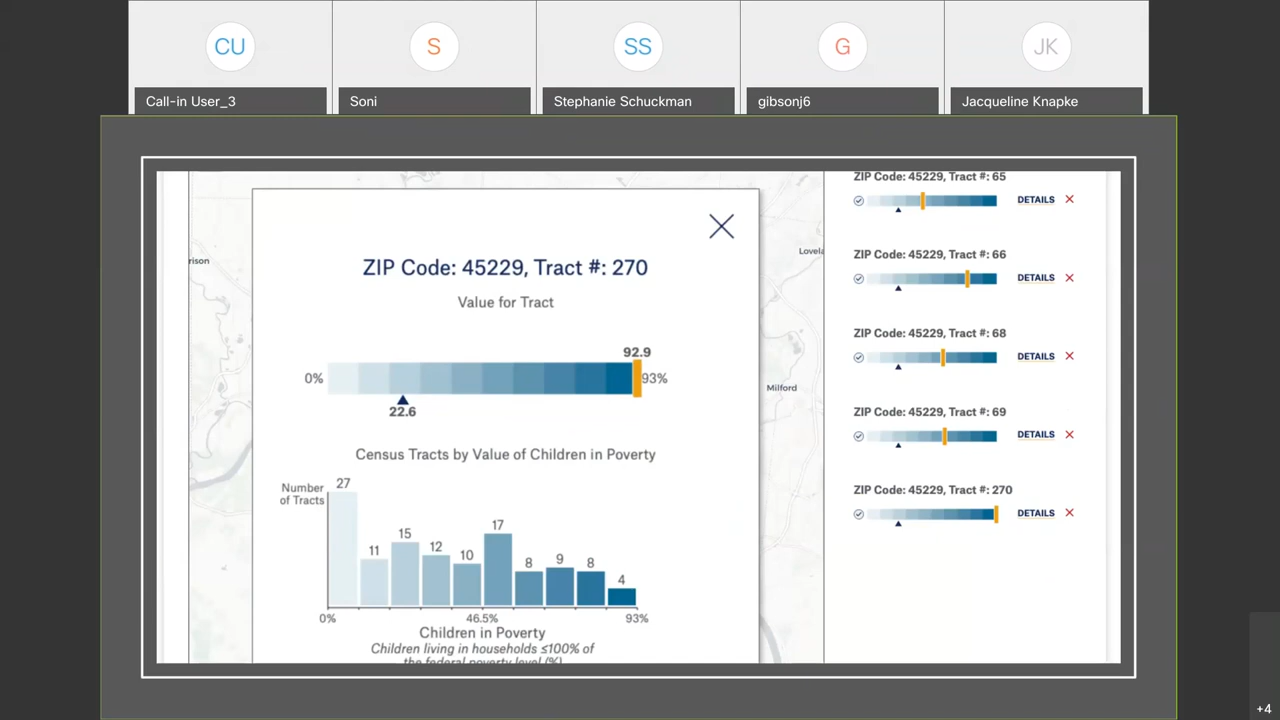 CU
S
SS
G
JK
Call-in User_3
Soni
Stephanie Schuckman
gibsonj6
Jacqueline Knapke
rison
Lovela
Milford
ZIP Code: 45229, Tract #: 270
Value for Tract
92.9
0%
93%
22.6
Census Tracts by Value of Children in Poverty
Number
of Tracts
27
11
15
12
10
17
8
9
8
4
0%
46.5%
93%
Children in Poverty
Children living in households ≤100% of
the federal poverty level (%)
ZIP Code: 45229, Tract #: 65
DETAILS
ZIP Code: 45229, Tract #: 66
DETAILS
ZIP Code: 45229, Tract #: 68
DETAILS
ZIP Code: 45229, Tract #: 69
DETAILS
ZIP Code: 45229, Tract #: 270
DETAILS
+4